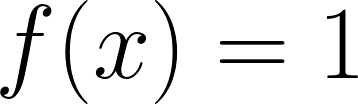 f(x) = 1